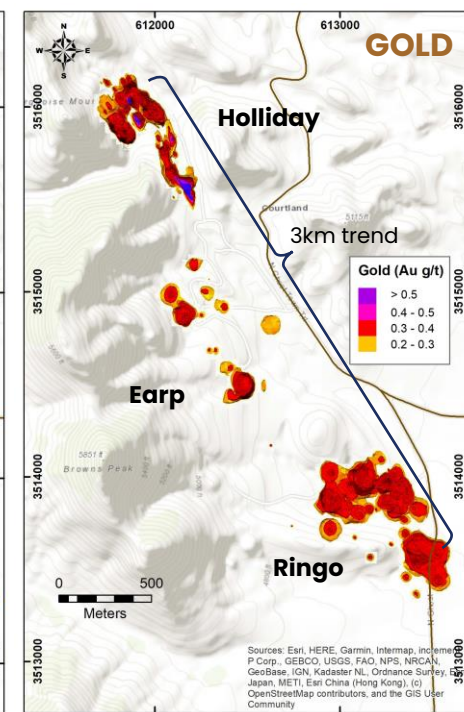 612000
613000
GOLD
N
W E
S
3516000
3516000
Holliday
Courtland
3km trend
Gold (Au g/t)
> 0.5
0.4 - 0.5
0.3 - 0.4
0.2 - 0.3
3515000
3515000
Earp
5851 ft
Browns Peak
3514000
3514000
Ringo
0 500
Meters
3513000
3513000
Sources: Esri, HERE, Garmin, Intermap, increment
P Corp., GEBCO, USGS, FAO, NPS, NRCAN,
GeoBase, IGN, Kadaster NL, Ordnance Survey,
Japan, METI, Esri China (Hong Kong), (c)
OpenStreetMap contributors, and the GIS User
Community